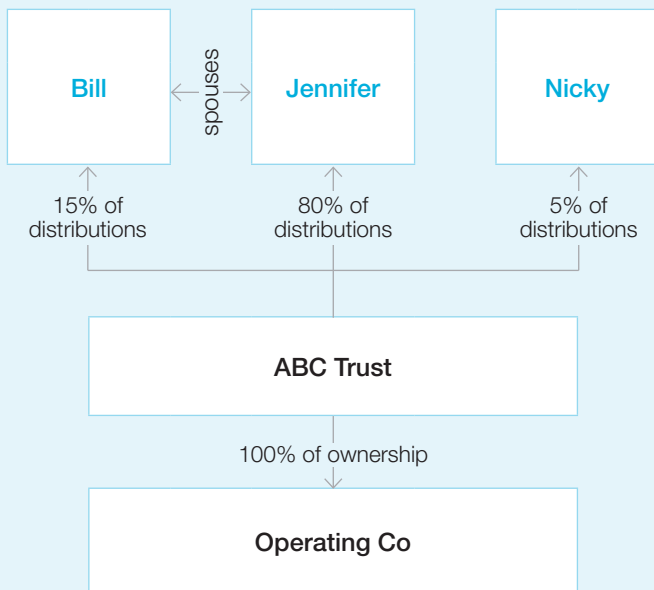 Bill
spouses
Jennifer
Nicky
15% of
distributions
80% of
distributions
5% of
distributions
ABC Trust
100% of ownership
Operating Co